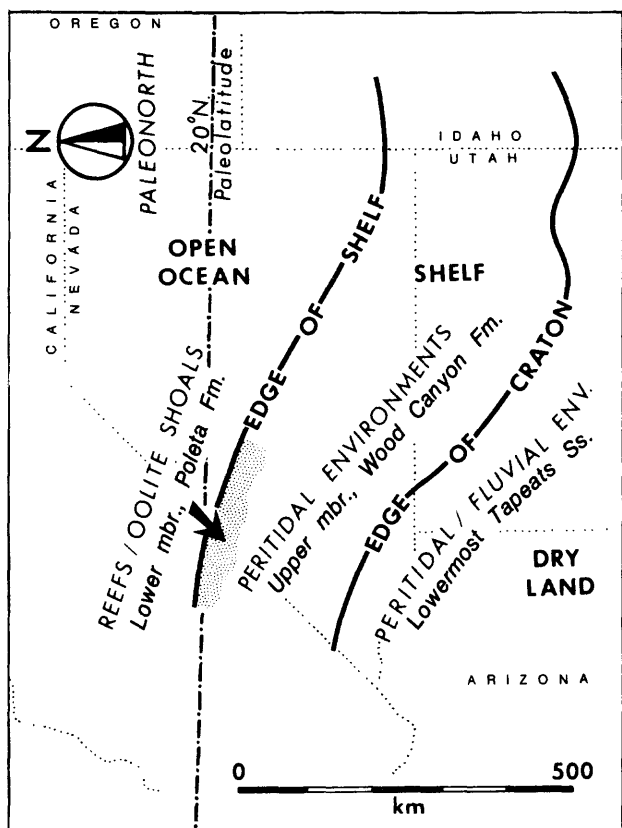 OREGON
N
PALEONORTH
20°N.
Paleolatitude
IDAHO
UTAH
CALIFORNIA
NEVADA
OPEN
OCEAN
EDGE OF SHELF
SHELF
REEFS / OOLITE SHOALS
Lower mbr., Poleta Fm.
PERITIDAL ENVIRONMENTS
Upper mbr., Wood Canyon Fm.
EDGE OF CRATON
PERITIDAL / FLUVIAL ENV.
Lowermost Tapeats Ss.
DRY
LAND
ARIZONA
0 500
km